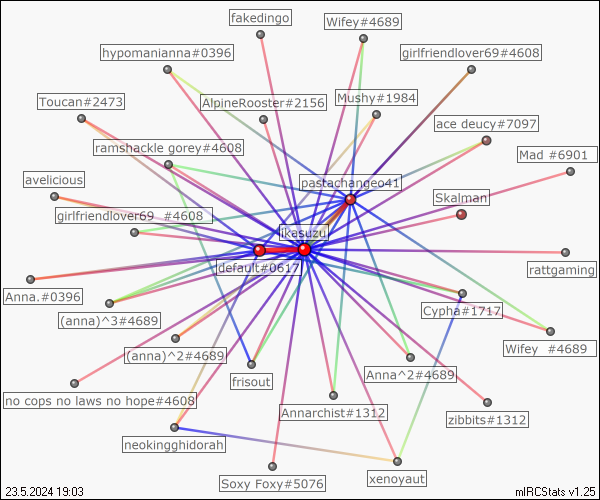 fakedingo
Wifey#4689
hypomanianna#0396
girlfriendlover69#4608
Toucan#2473
AlpineRooster#2156
Mushy#1984
ace deucy#7097
ramshackle gorey#4608
Mad #6901
avelicious
pastachangeo41
Skalman
girlfriendlover69 #4608
ikasuzu
default#0617
rattgaming
Anna.#0396
(anna)^3#4689
Cypha#1717
(anna)^2#4689
Wifey #4689
frisout
Anna^2#4689
no cops no laws no hope#4608
Annarchist#1312
zibbits#1312
neokingghidorah
Soxy Foxy#5076
xenoyaut
23.5.2024 19:03
mIRCStats v1.25